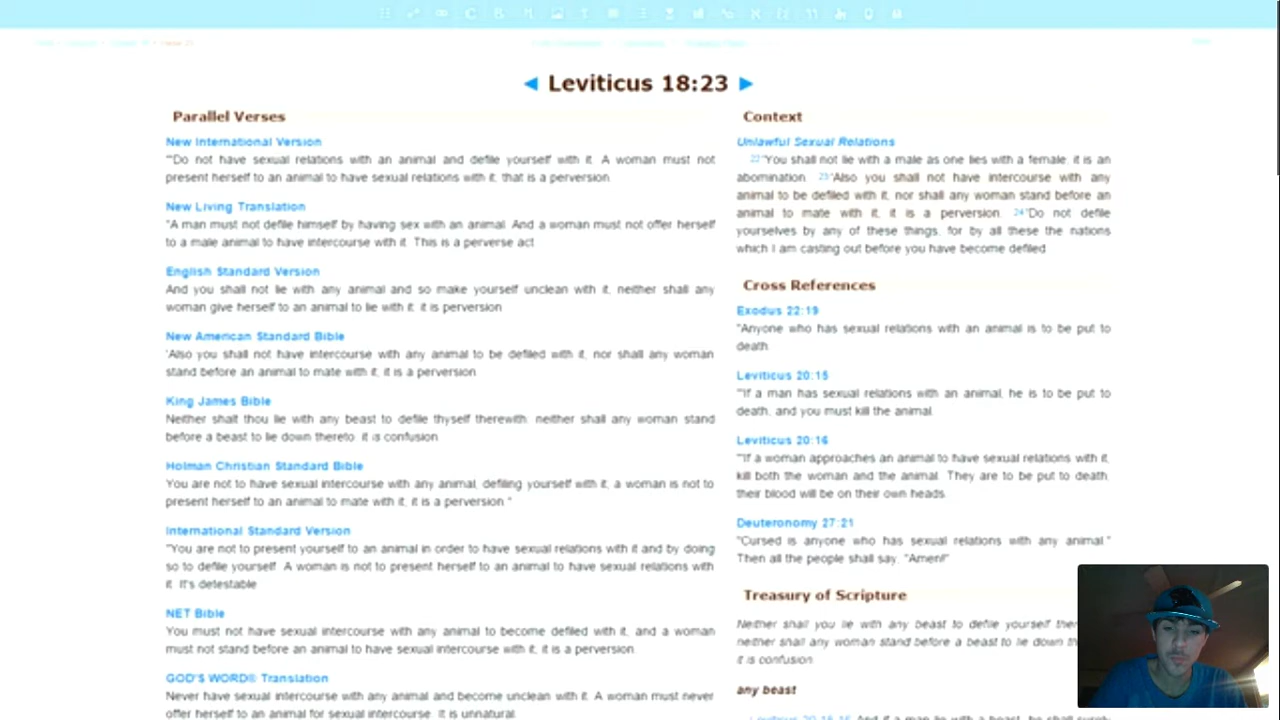 ◄ Leviticus 18:23 ►
Parallel Verses
New International Version
"'Do not have sexual relations with an animal and defile yourself with it. A woman must not
present herself to an animal to have sexual relations with it; that is a perversion.
New Living Translation
"A man must not defile himself by having sex with an animal. And a woman must not offer herself
to a male animal to have intercourse with it. This is a perverse act.
English Standard Version
And you shall not lie with any animal and so make yourself unclean with it, neither shall any
woman give herself to an animal to lie with it: it is perversion.
New American Standard Bible
'Also you shall not have intercourse with any animal to be defiled with it, nor shall any woman
stand before an animal to mate with it; it is a perversion.
King James Bible
Neither shalt thou lie with any beast to defile thyself therewith: neither shall any woman stand
before a beast to lie down thereto: it is confusion.
Holman Christian Standard Bible
You are not to have sexual intercourse with any animal, defiling yourself with it; a woman is not to
present herself to an animal to mate with it; it is a perversion."
International Standard Version
"You are not to present yourself to an animal in order to have sexual relations with it and by doing
so to defile yourself. A woman is not to present herself to an animal to have sexual relations with
it. It's detestable.
NET Bible
You must not have sexual intercourse with any animal to become defiled with it, and a woman
must not stand before an animal to have sexual intercourse with it; it is a perversion.
GOD'S WORD® Translation
Never have sexual intercourse with any animal and become unclean with it. A woman must never
offer herself to an animal for sexual intercourse. It is unnatural.
Context
Unlawful Sexual Relations
22'You shall not lie with a male as one lies with a female; it is an
abomination. 23'Also you shall not have intercourse with any
animal to be defiled with it, nor shall any woman stand before an
animal to mate with it; it is a perversion. 24'Do not defile
yourselves by any of these things; for by all these the nations
which I am casting out before you have become defiled.
Cross References
Exodus 22:19
"Anyone who has sexual relations with an animal is to be put to
death.
Leviticus 20:15
"'If a man has sexual relations with an animal, he is to be put to
death, and you must kill the animal.
Leviticus 20:16
"'If a woman approaches an animal to have sexual relations with it,
kill both the woman and the animal. They are to be put to death;
their blood will be on their own heads.
Deuteronomy 27:21
"Cursed is anyone who has sexual relations with any animal."
Then all the people shall say, "Amen!"
Treasury of Scripture
Neither shall you lie with any beast to defile yourself
neither shall any woman stand before a beast to lie down
it is confusion.
any beast